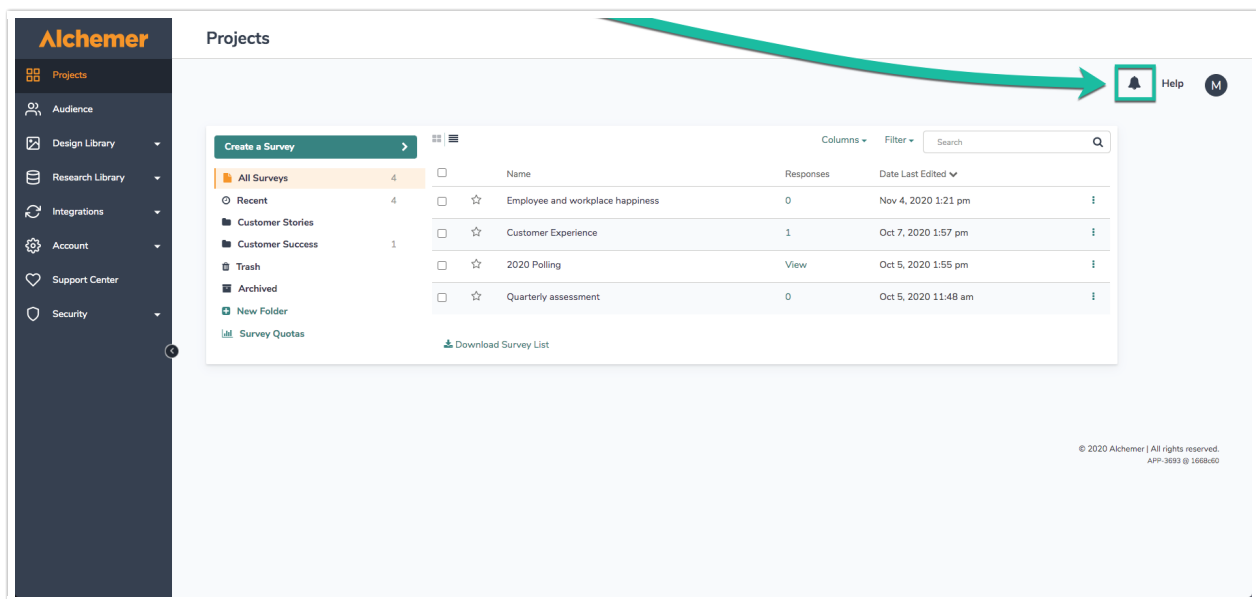 Alchemer
Projects
Projects
Audience
Design Library
Research Library
Integrations
Account
Support Center
Security
Help
M
Create a Survey
All Surveys 4
Recent 4
Customer Stories
Customer Success 1
Trash
Archived
New Folder
Survey Quotas
Columns Filter Search
Name Responses Date Last Edited
Employee and workplace happiness 0 Nov 4, 2020 1:21 pm
Customer Experience 1 Oct 7, 2020 1:57 pm
2020 Polling View Oct 5, 2020 1:55 pm
Quarterly assessment 0 Oct 5, 2020 11:48 am
Download Survey List
© 2020 Alchemer | All rights reserved.
APP-3693 @ 1668c60